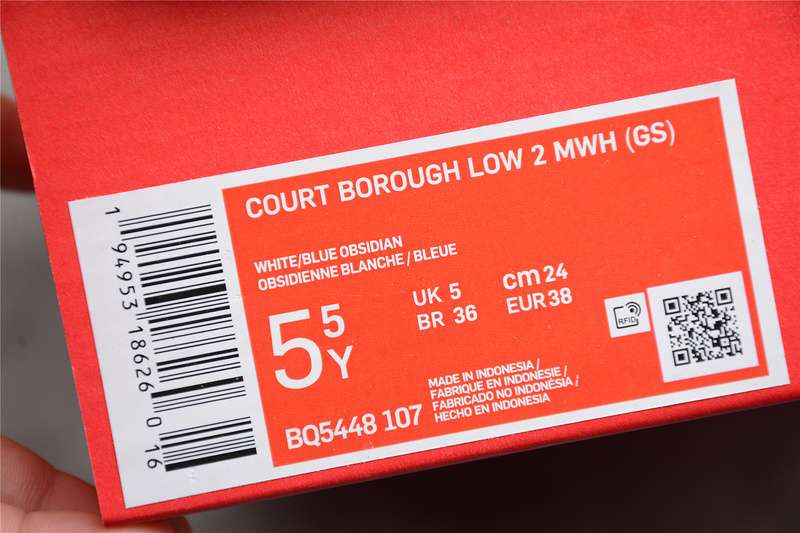 COURT BOROUGH LOW 2 MWH (GS)
WHITE/BLUE OBSIDIAN
OBSIDIENNE BLANCHE / BLEUE
5 5 Y
UK 5
BR 36
cm 24
EUR 38
RFID
BQ5448 107
MADE IN INDONESIA /
FABRIQUE EN INDONESIE /
FABRICADO NO INDONÉSIA /
HECHO EN INDONESIA
1 94953 18626 0 16